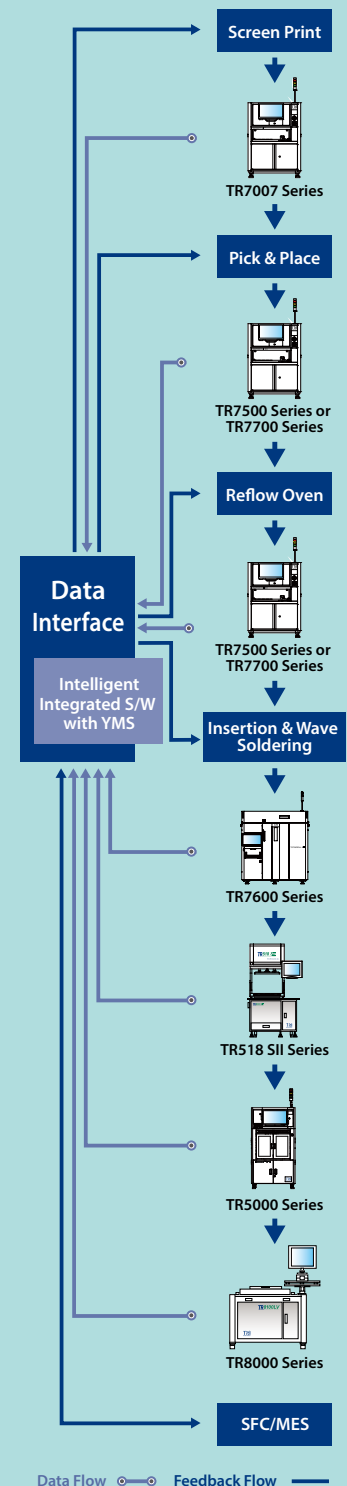 Screen Print
TR7007 Series
Pick & Place
TR7500 Series or
TR7700 Series
Reflow Oven
Data
Interface
TR7500 Series or
TR7700 Series
Intelligent
Integrated S/W
with YMS
Insertion & Wave
Soldering
TR7600 Series
TR518 SII Series
TR5000 Series
TR8000 Series
SFC/MES
Data Flow
Feedback Flow